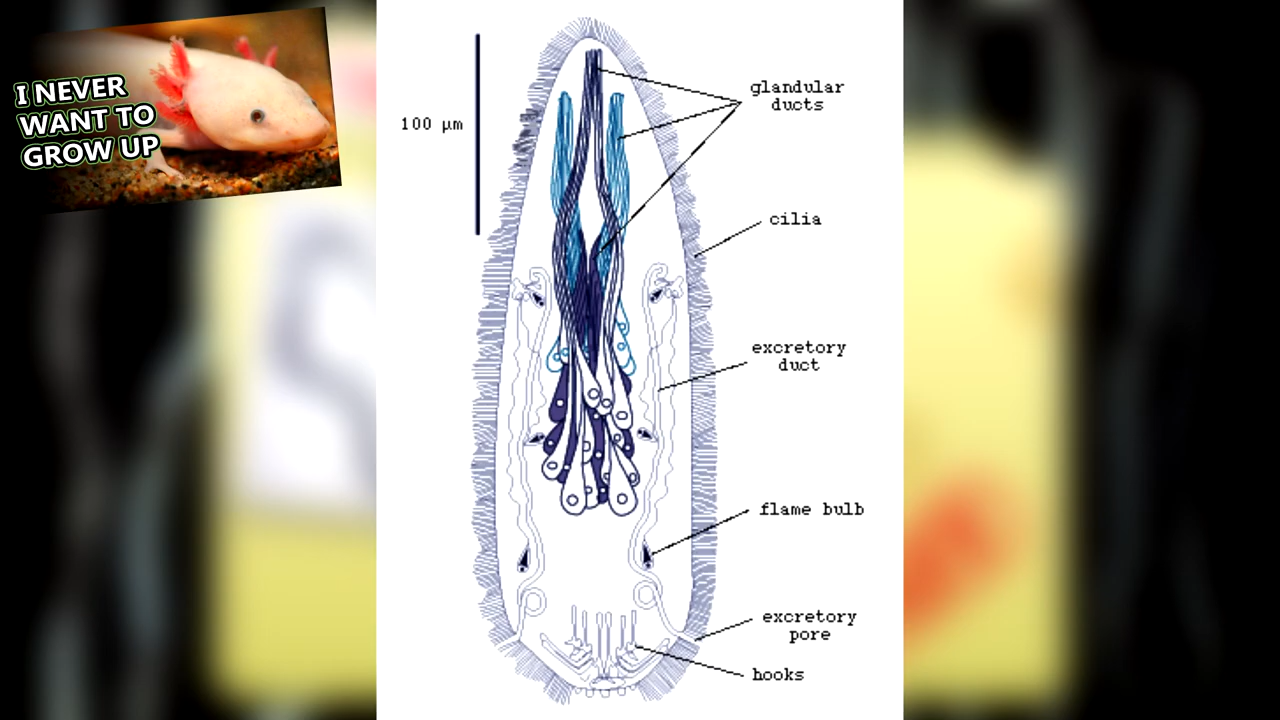 I NEVER
WANT TO
GROW UP
100 µm
glandular
ducts
cilia
excretory
duct
flame bulb
excretory
pore
hooks